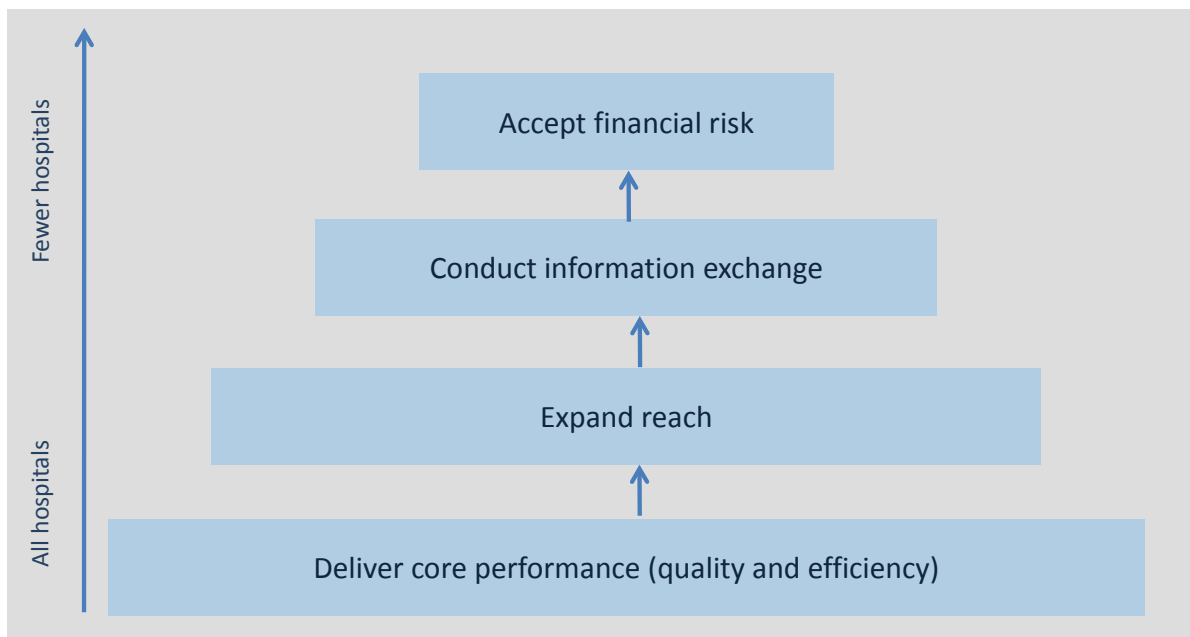 Fewer hospitals
All hospitals
Accept financial risk
Conduct information exchange
Expand reach
Deliver core performance (quality and efficiency)